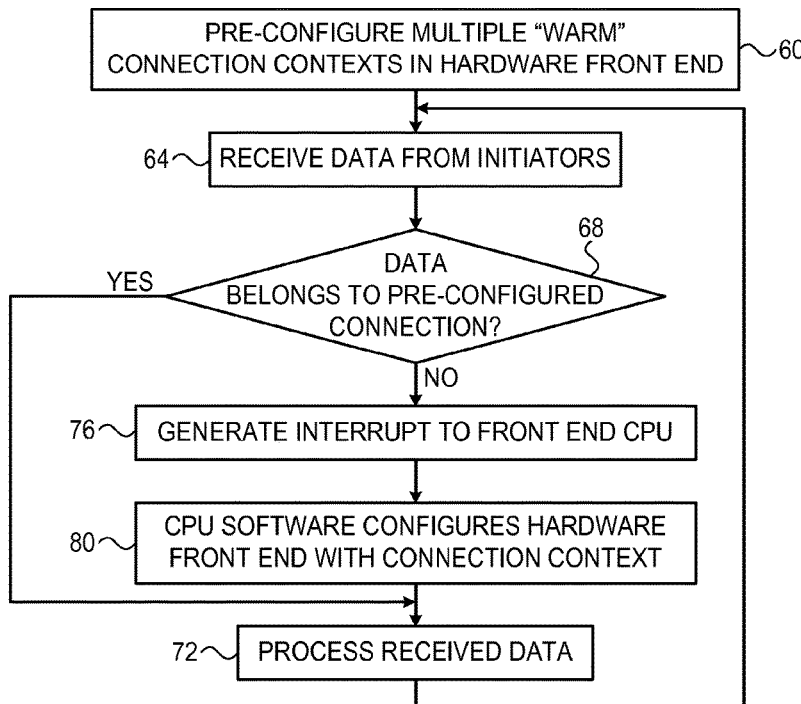 PRE-CONFIGURE MULTIPLE “WARM”
CONNECTION CONTEXTS IN HARDWARE FRONT END
60
64
RECEIVE DATA FROM INITIATORS
68
DATA
BELONGS TO PRE-CONFIGURED
CONNECTION?
YES
NO
76
GENERATE INTERRUPT TO FRONT END CPU
80
CPU SOFTWARE CONFIGURES HARDWARE
FRONT END WITH CONNECTION CONTEXT
72
PROCESS RECEIVED DATA